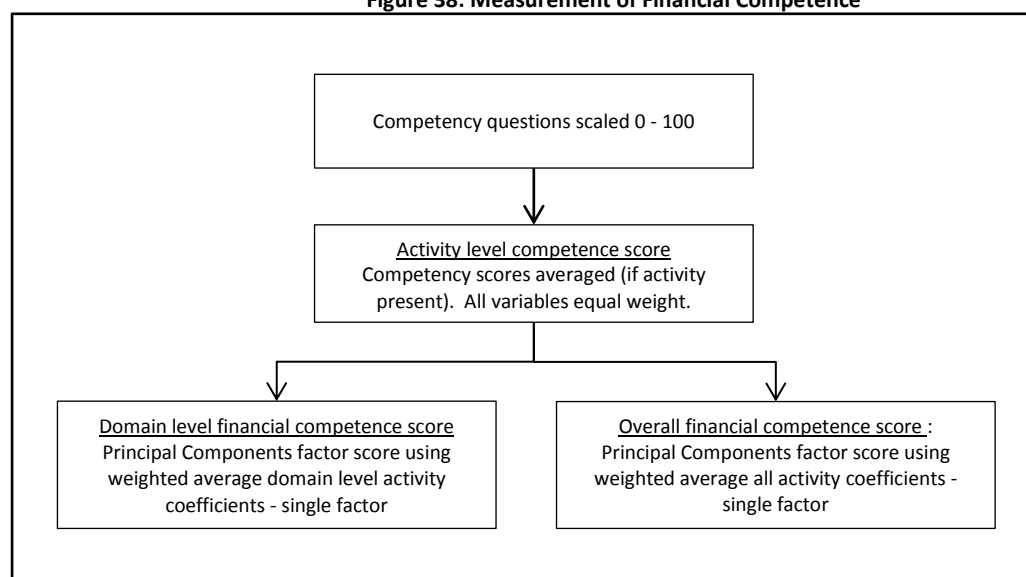 Figure 38: Measurement of Financial Competence
Competency questions scaled 0 - 100
Activity level competence score
Competency scores averaged (if activity
present).  All variables equal weight.
Domain level financial competence score
Principal Components factor score using
weighted average domain level activity
coefficients - single factor
Overall financial competence score :
Principal Components factor score using
weighted average all activity coefficients -
single factor